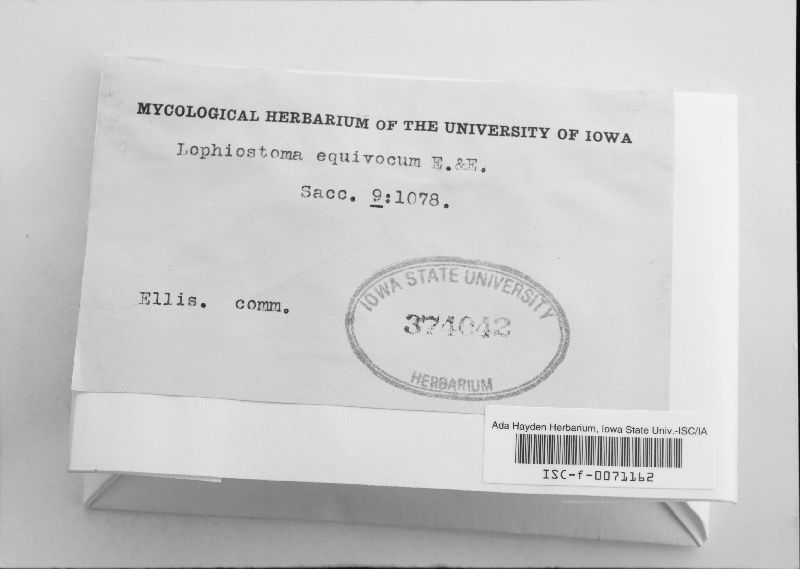 MYCOLOGICAL HERBARIUM OF THE UNIVERSITY OF IOWA
Lophiostoma equivocum E.&E.
Sacc. 9:1078.
Ellis. comm.
IOWA STATE UNIVERSITY
374042
HERBARIUM
Ada Hayden Herbarium, Iowa State Univ.-ISC/IA
ISC-f-0071162